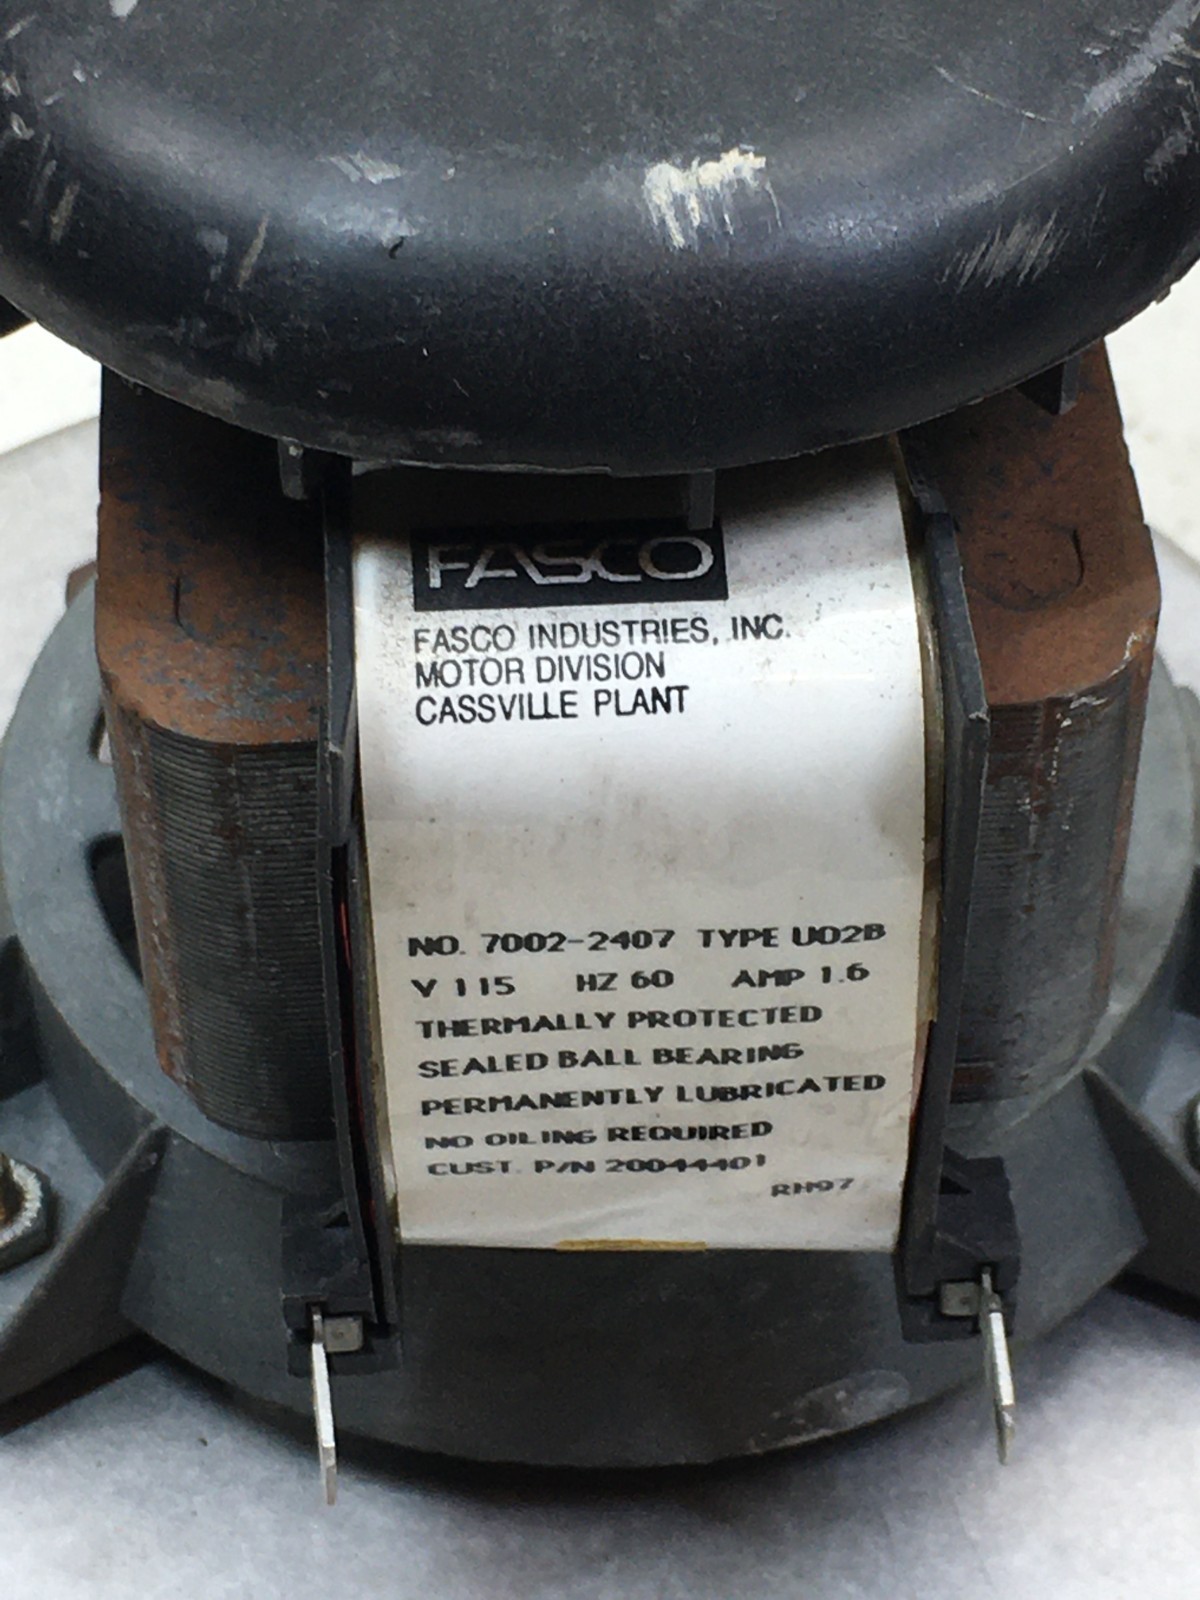 FASCO
FASCO INDUSTRIES, INC.
MOTOR DIVISION
CASSVILLE PLANT
NO. 7002-2407 TYPE U02B
V 115 HZ 60 AMP 1.6
THERMALLY PROTECTED
SEALED BALL BEARING
PERMANENTLY LUBRICATED
NO OILING REQUIRED
CUST. P/N 20044401
RH97